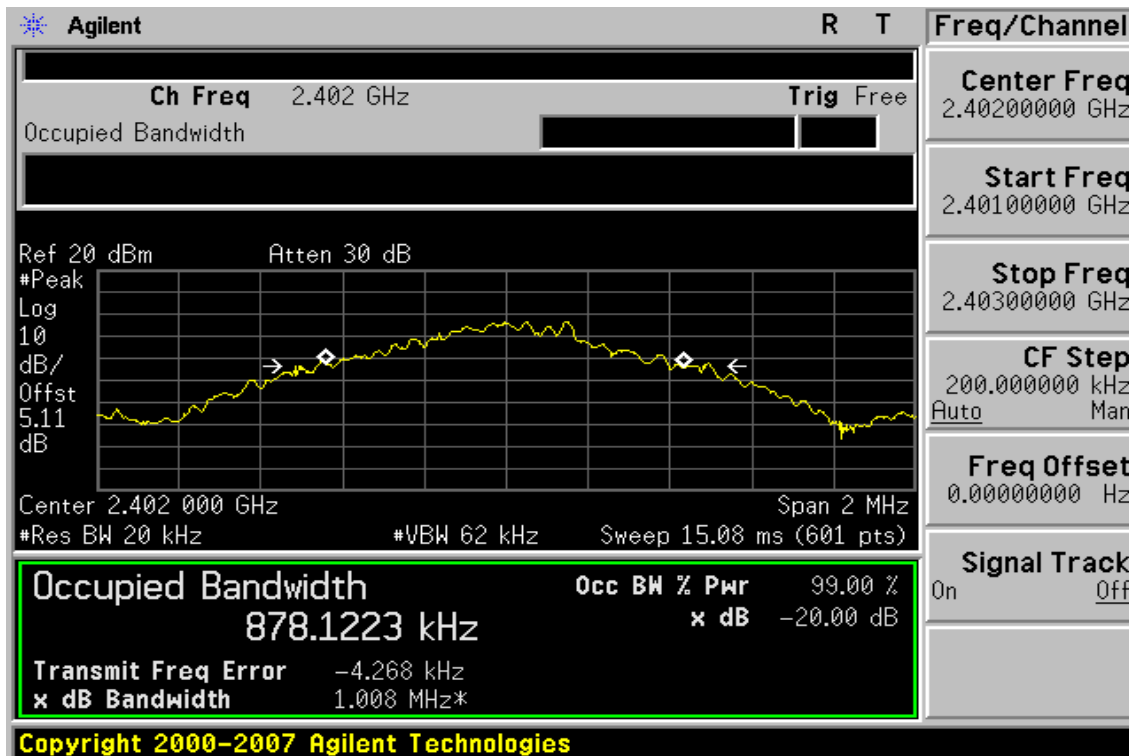 Agilent R T
Freq/Channel
Ch Freq 2.402 GHz Trig Free
Occupied Bandwidth
Center Freq
2.40200000 GHz
Start Freq
2.40100000 GHz
Stop Freq
2.40300000 GHz
CF Step
200.000000 kHz
Auto Man
Freq Offset
0.00000000 Hz
Signal Track
On Off
Ref 20 dBm Atten 30 dB
#Peak
Log
10
dB/
Offst
5.11
dB
Center 2.402 000 GHz Span 2 MHz
#Res BW 20 kHz #VBW 62 kHz Sweep 15.08 ms (601 pts)
Occupied Bandwidth Occ BW % Pwr 99.00 %
878.1223 kHz x dB -20.00 dB
Transmit Freq Error -4.268 kHz
x dB Bandwidth 1.008 MHz*
Copyright 2000-2007 Agilent Technologies